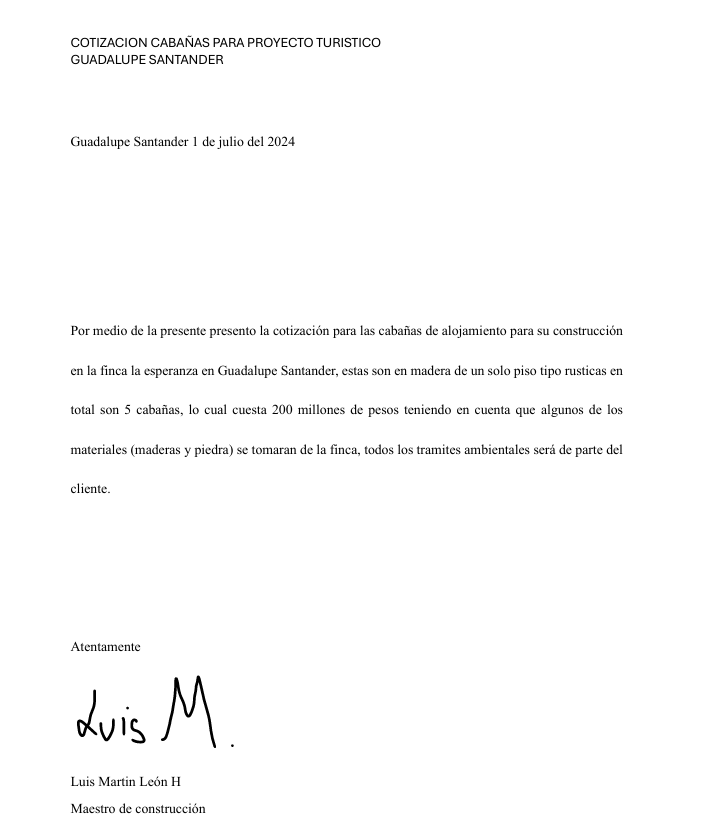 COTIZACION CABAÑAS PARA PROYECTO TURISTICO
GUADALUPE SANTANDER
Guadalupe Santander 1 de julio del 2024
Por medio de la presente presento la cotización para las cabañas de alojamiento para su construcción
en la finca la esperanza en Guadalupe Santander, estas son en madera de un solo piso tipo rusticas en
total son 5 cabañas, lo cual cuesta 200 millones de pesos teniendo en cuenta que algunos de los
materiales (maderas y piedra) se tomaran de la finca, todos los tramites ambientales será de parte del
cliente.
Atentamente
Luis M.
Luis Martin León H
Maestro de construcción